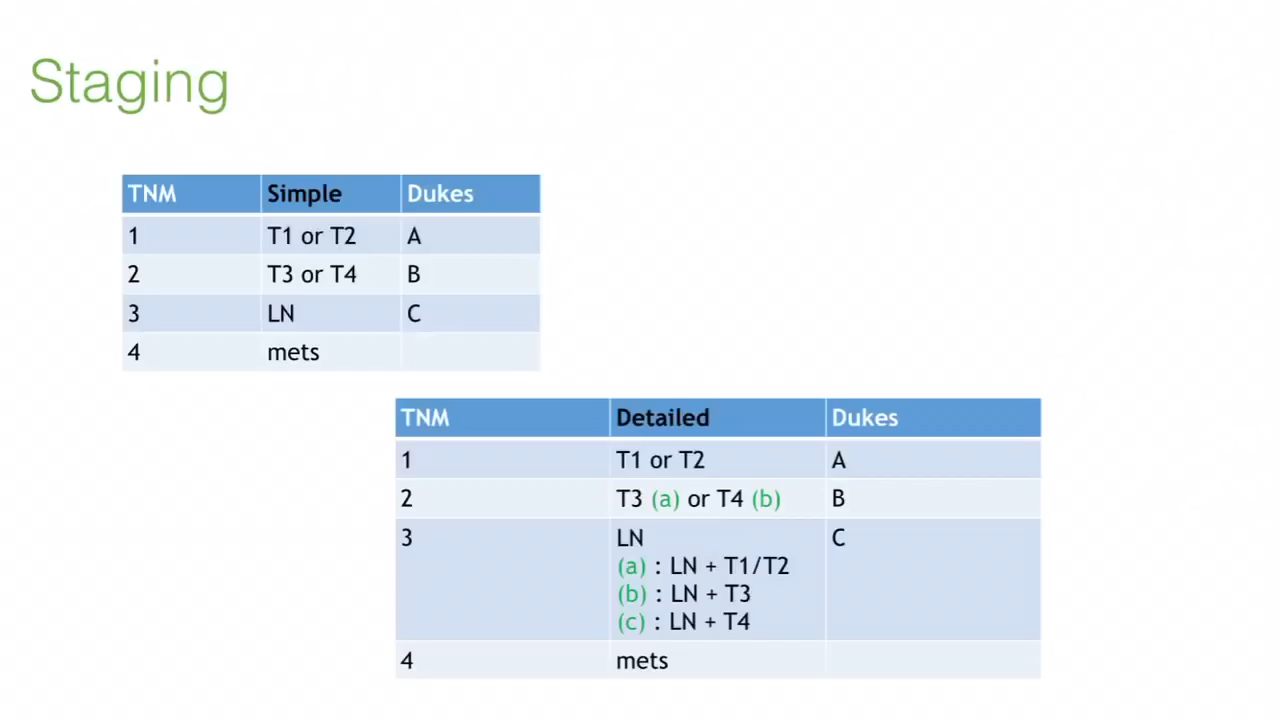 Staging
TNM Simple Dukes
1 T1 or T2 A
2 T3 or T4 B
3 LN C
4 mets
TNM Detailed Dukes
1 T1 or T2 A
2 T3 (a) or T4 (b) B
3 LN C
(a) : LN + T1/T2
(b) : LN + T3
(c) : LN + T4
4 mets